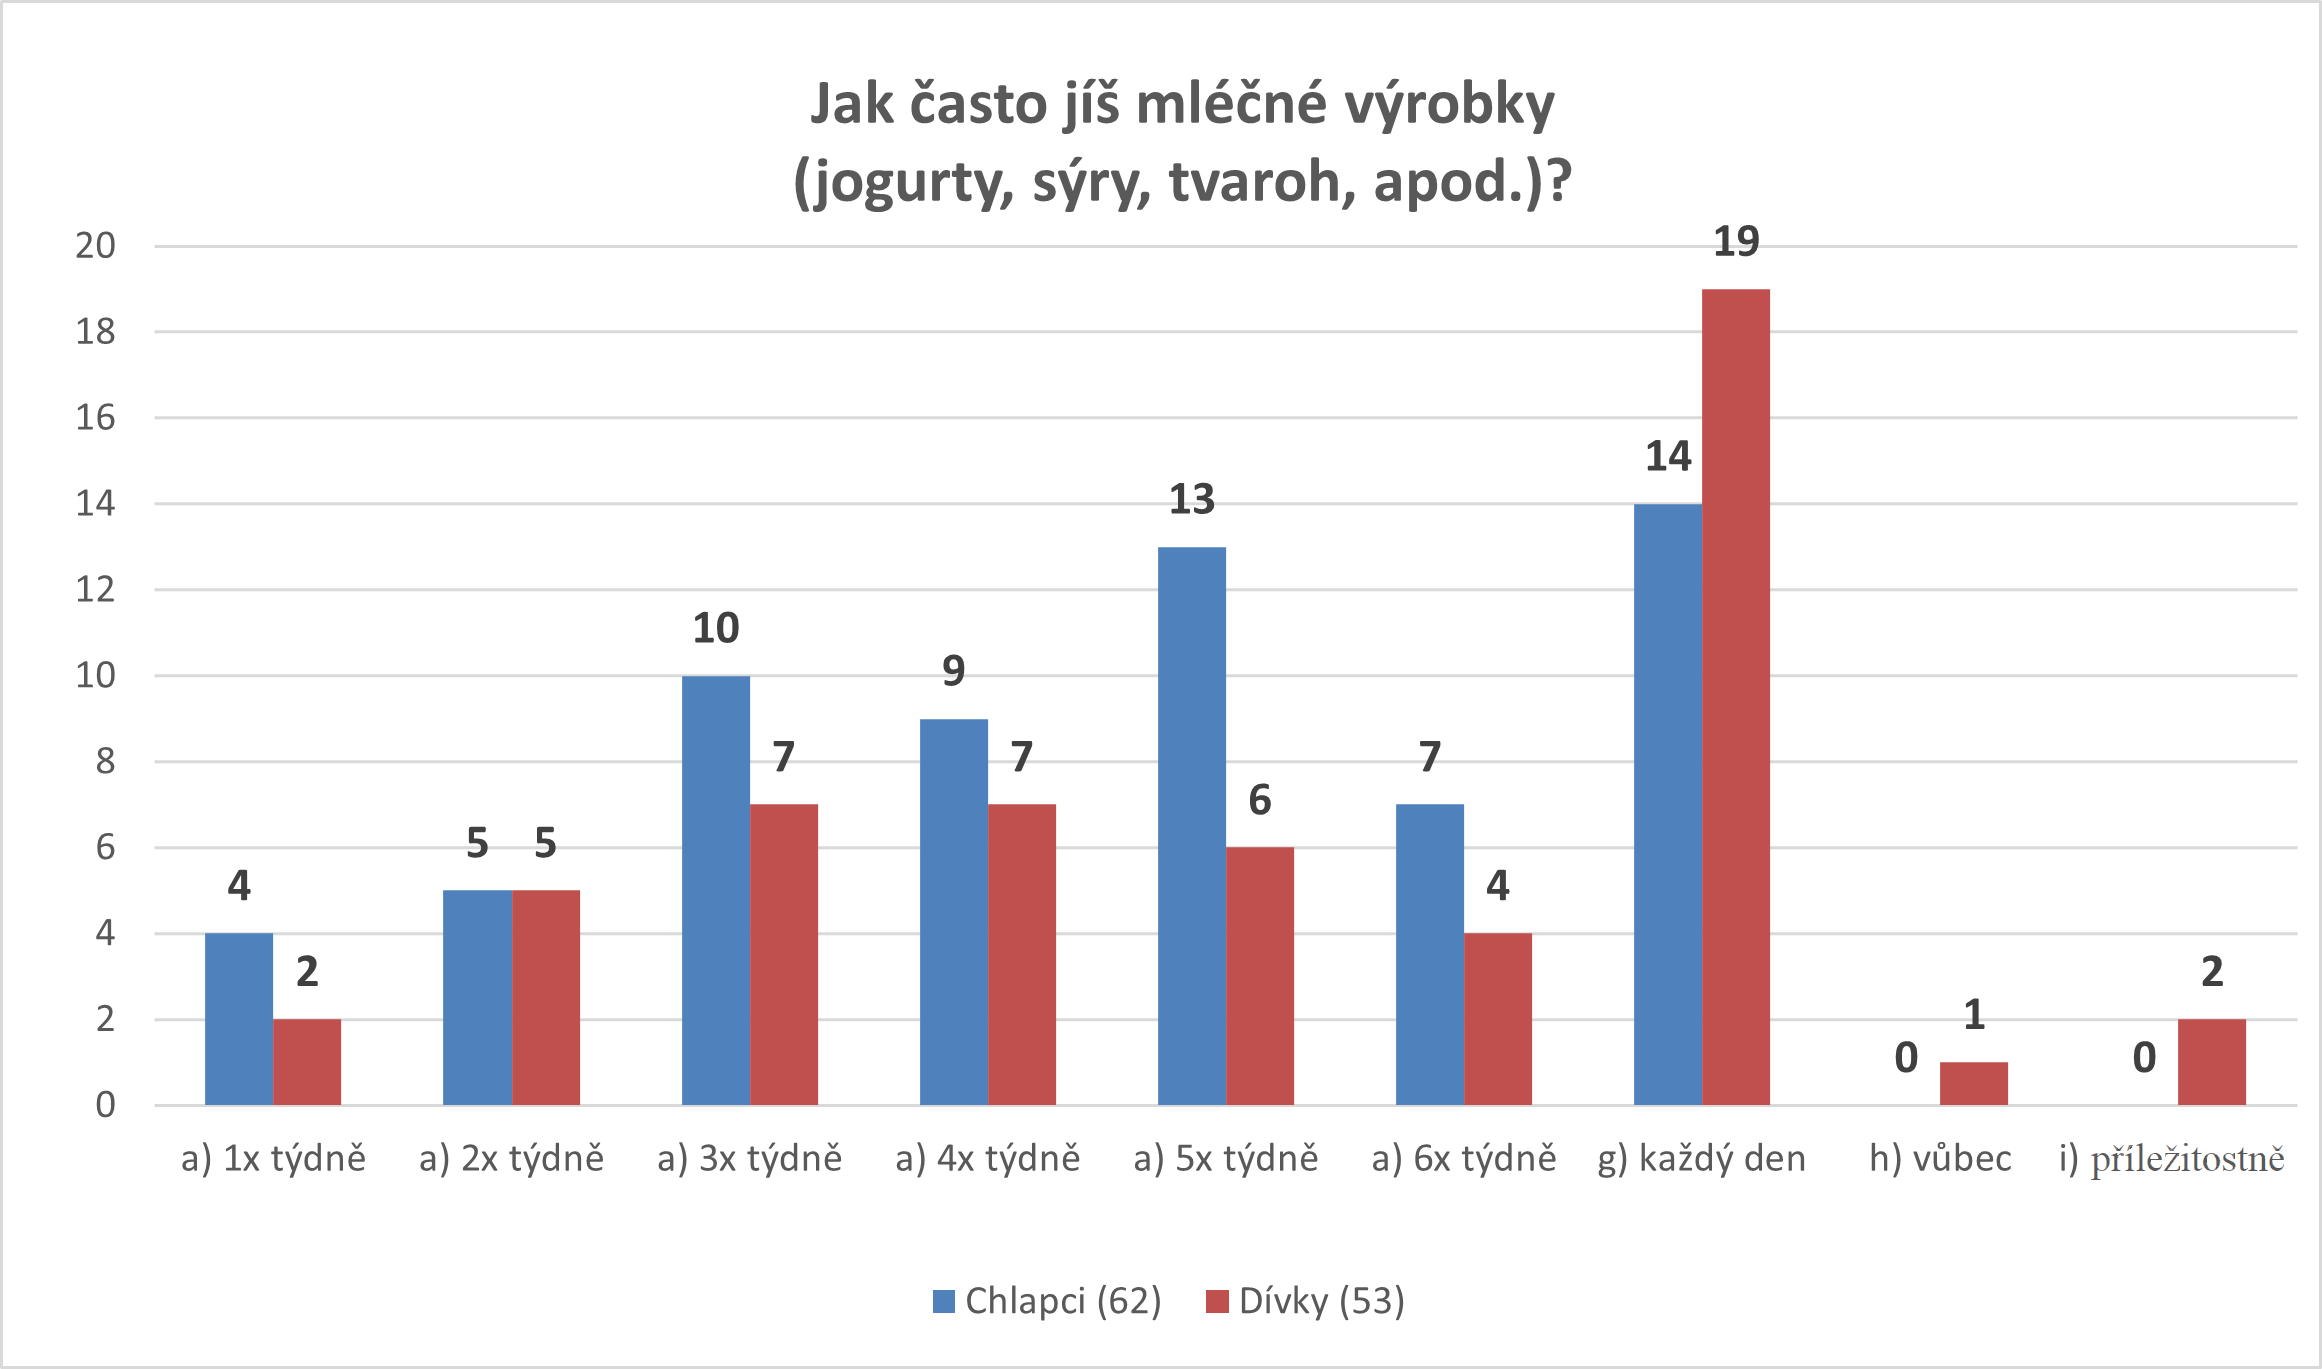 Jak často jíš mléčné výrobky
(jogurty, sýry, tvaroh, apod.)?
20
18
16
14
12
10
8
6
4
2
0
4
2
5
5
10
7
9
7
13
6
7
4
14
19
0
1
0
2
a) 1x týdně
a) 2x týdně
a) 3x týdně
a) 4x týdně
a) 5x týdně
a) 6x týdně
g) každý den
h) vůbec
i) příležitostně
Chlapci (62)
Dívky (53)